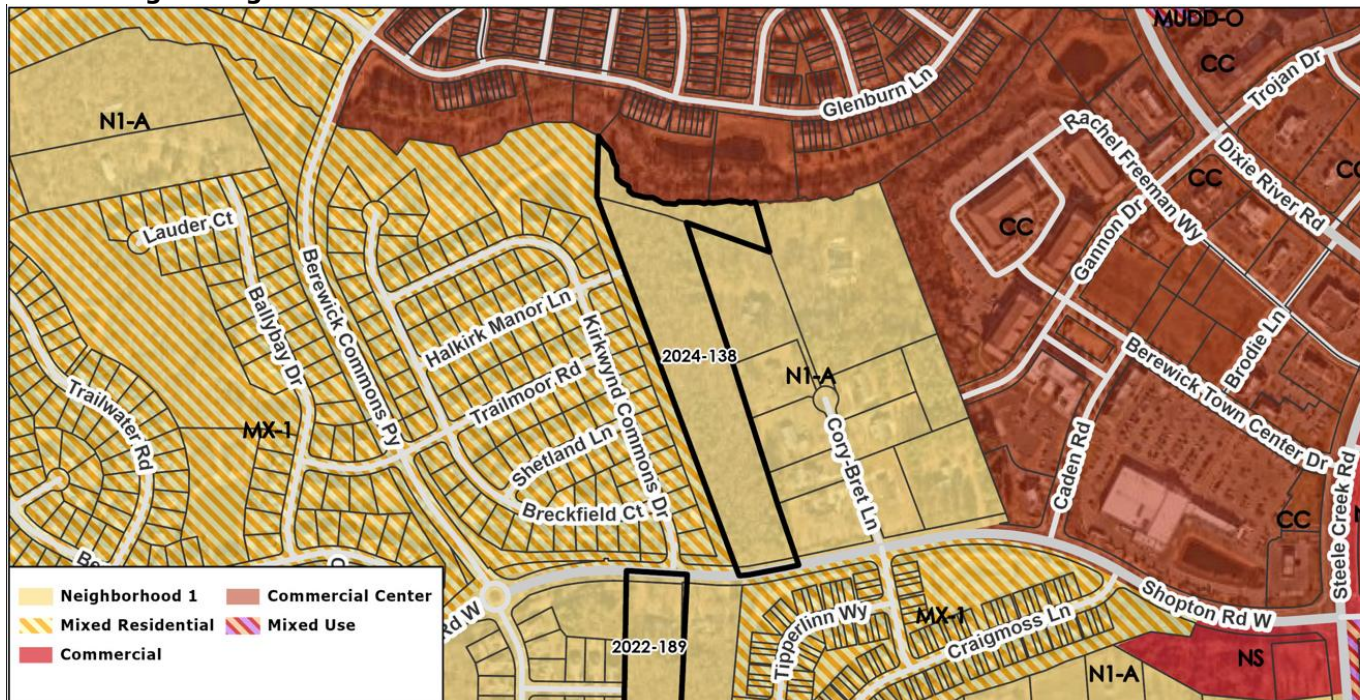 MUDD-O
CC
Trojan Dr
Glenburn Ln
N1-A
Rachel Freeman Wy
Dixie River Rd
CC
CC
Lauder Ct
CC
Gannon Dr
Berewick Commons Py
Ballybay Dr
Halkirk Manor Ln
Kirkwynd Commons Dr
2024-138
N1-A
Berewick Town Center Dr
Brodie Ln
Trailmoor Rd
Trailwater Rd
MX-1
Shetland Ln
Breckfield Ct
Cory-Bret Ln
Caden Rd
Steele Creek Rd
CC
Rd W
Shopton Rd W
Tipperlinn Wy
MX-1
Craigmoss Ln
2022-189
N1-A
NS
Neighborhood 1
Commercial Center
Mixed Residential
Mixed Use
Commercial